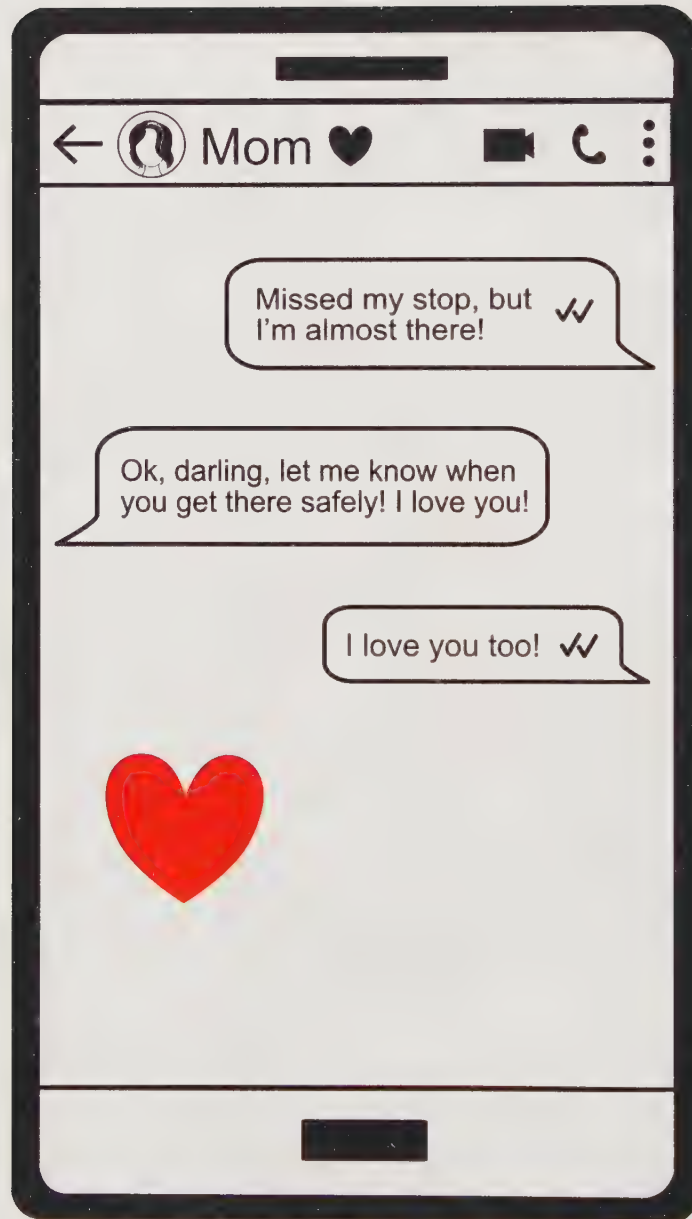 Mom
Missed my stop, but
I'm almost there!
Ok, darling, let me know when
you get there safely! I love you!
I love you too!